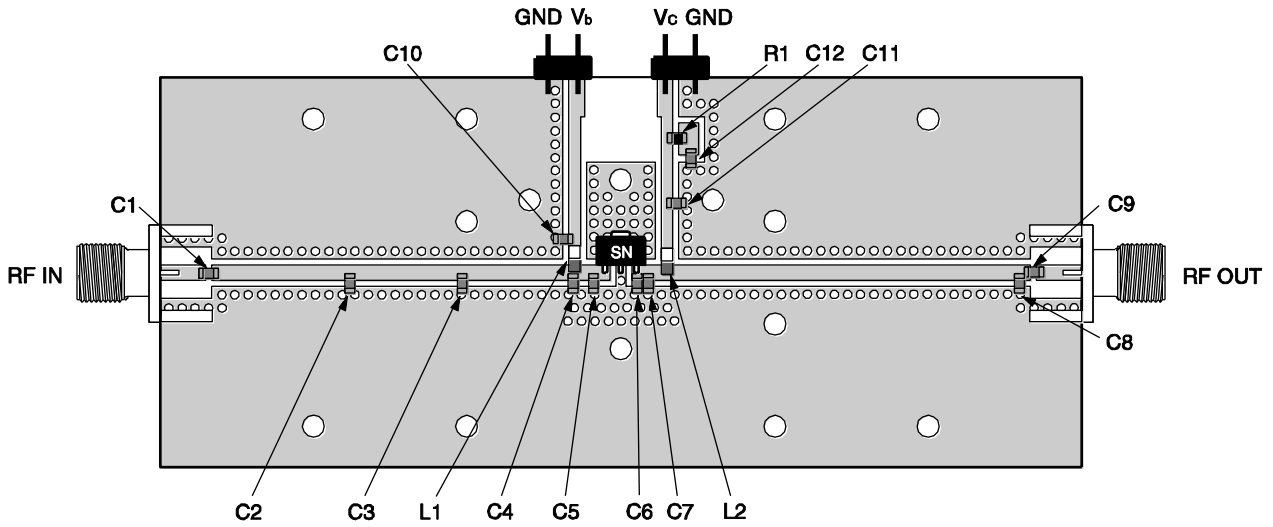 GND Vb Vc GND
C10 R1 C12 C11
C1 C9
SN
RF IN RF OUT
C8
C2 C3 L1 C4 C5 C6 C7 L2